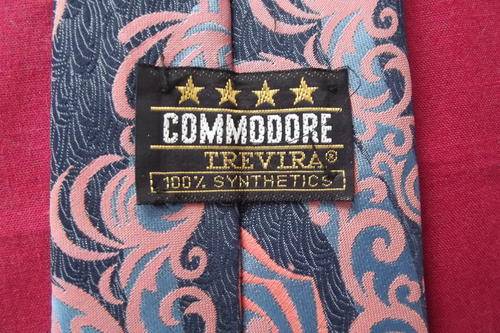 COMMODORE
TREVIRA®
100% SYNTHETICS